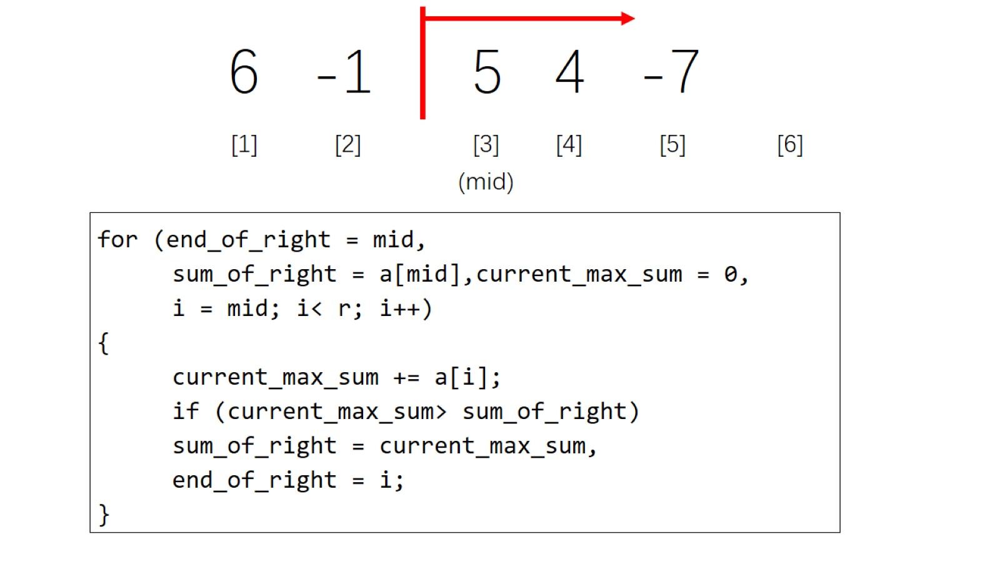 6 -1 5 4 -7
[1] [2] [3] [4] [5] [6]
(mid)
for (end_of_right = mid,
sum_of_right = a[mid],current_max_sum = 0,
i = mid; i< r; i++)
{
current_max_sum += a[i];
if (current_max_sum> sum_of_right)
sum_of_right = current_max_sum,
end_of_right = i;
}